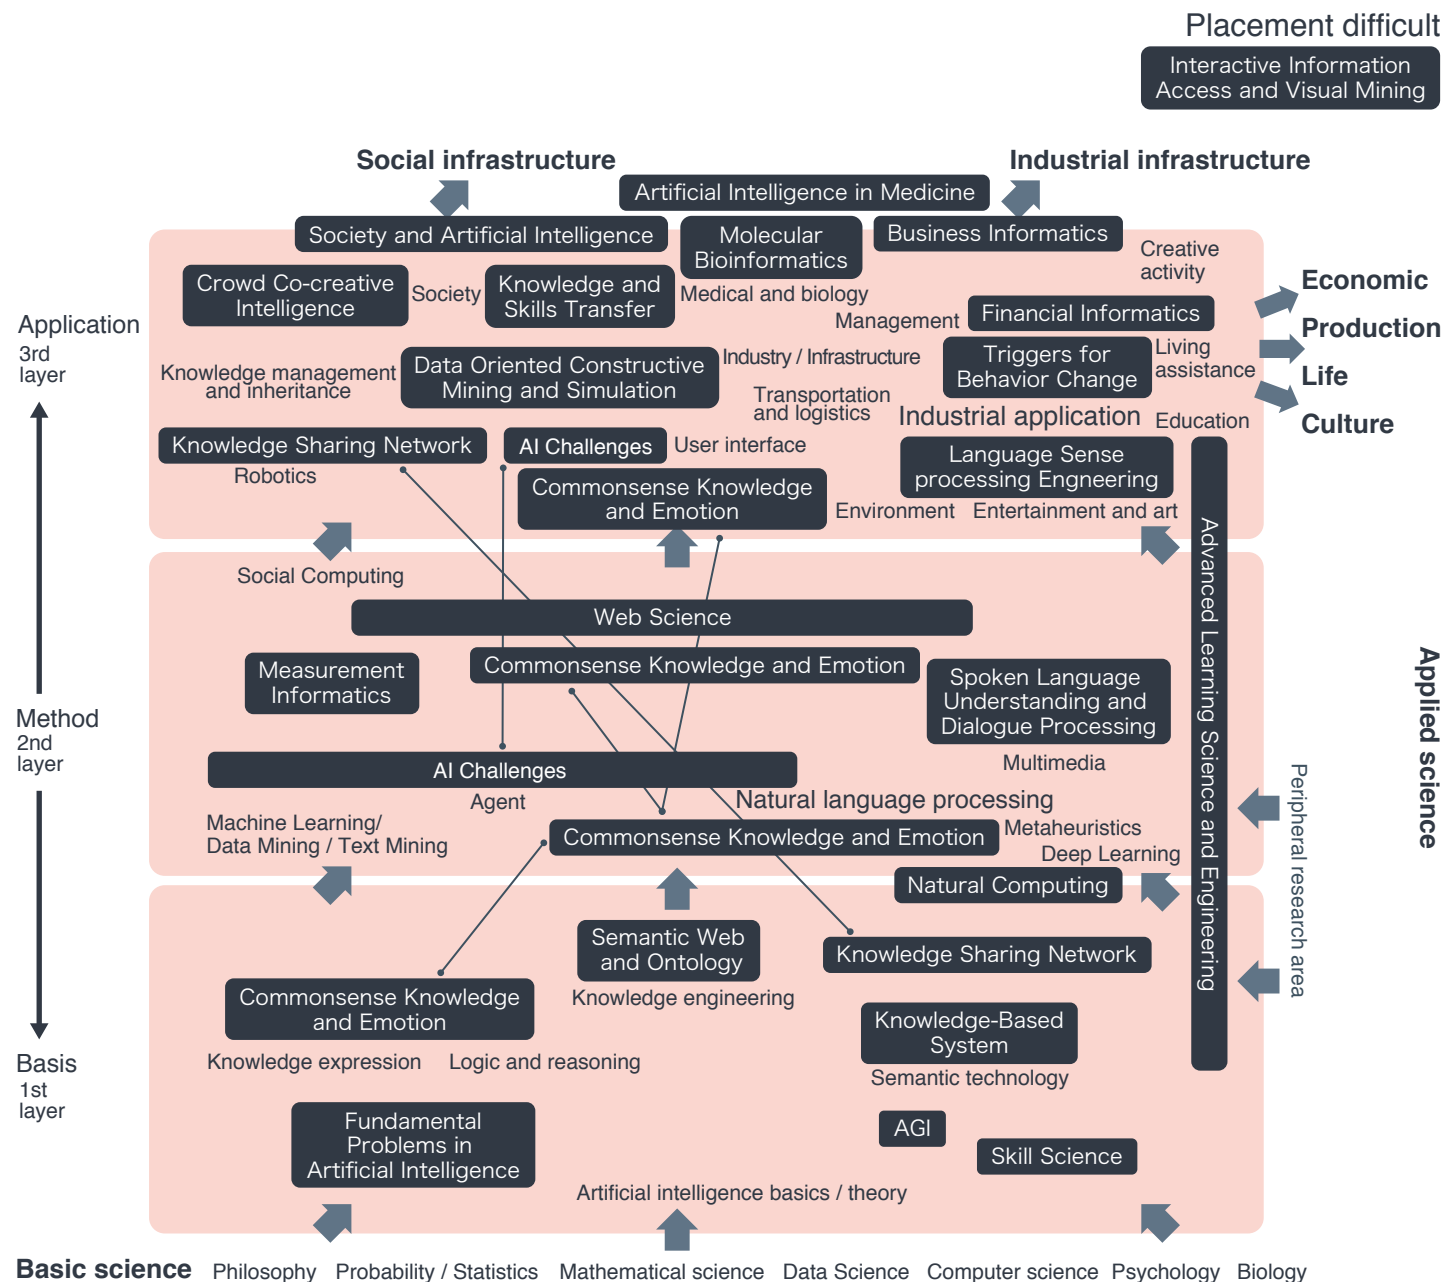 Placement difficult
Interactive Information
Access and Visual Mining
Social infrastructure
Industrial infrastructure
Artificial Intelligence in Medicine
Society and Artificial Intelligence
Molecular
Bioinformatics
Business Informatics
Creative
activity
Crowd Co-creative
Intelligence
Society
Knowledge and
Skills Transfer
Medical and biology
Management
Financial Informatics
Economic
Production
Life
Culture
Application
3rd
layer
Knowledge management
and inheritance
Data Oriented Constructive
Mining and Simulation
Industry / Infrastructure
Transportation
and logistics
Triggers for
Behavior Change
Living
assistance
Industrial application
Education
Knowledge Sharing Network
Robotics
AI Challenges
User interface
Commonsense Knowledge
and Emotion
Language Sense
processing Engneering
Environment
Entertainment and art
Advanced Learning Science and Engineering
Social Computing
Web Science
Measurement
Informatics
Commonsense Knowledge and Emotion
Spoken Language
Understanding and
Dialogue Processing
Multimedia
Method
2nd
layer
AI Challenges
Agent
Natural language processing
Machine Learning/
Data Mining / Text Mining
Commonsense Knowledge and Emotion
Metaheuristics
Deep Learning
Natural Computing
Applied science
Peripheral research area
Semantic Web
and Ontology
Knowledge engineering
Knowledge Sharing Network
Commonsense Knowledge
and Emotion
Knowledge expression
Logic and reasoning
Knowledge-Based
System
Semantic technology
Basis
1st
layer
Fundamental
Problems in
Artificial Intelligence
AGI
Skill Science
Artificial intelligence basics / theory
Basic science Philosophy Probability / Statistics Mathematical science Data Science Computer science Psychology Biology